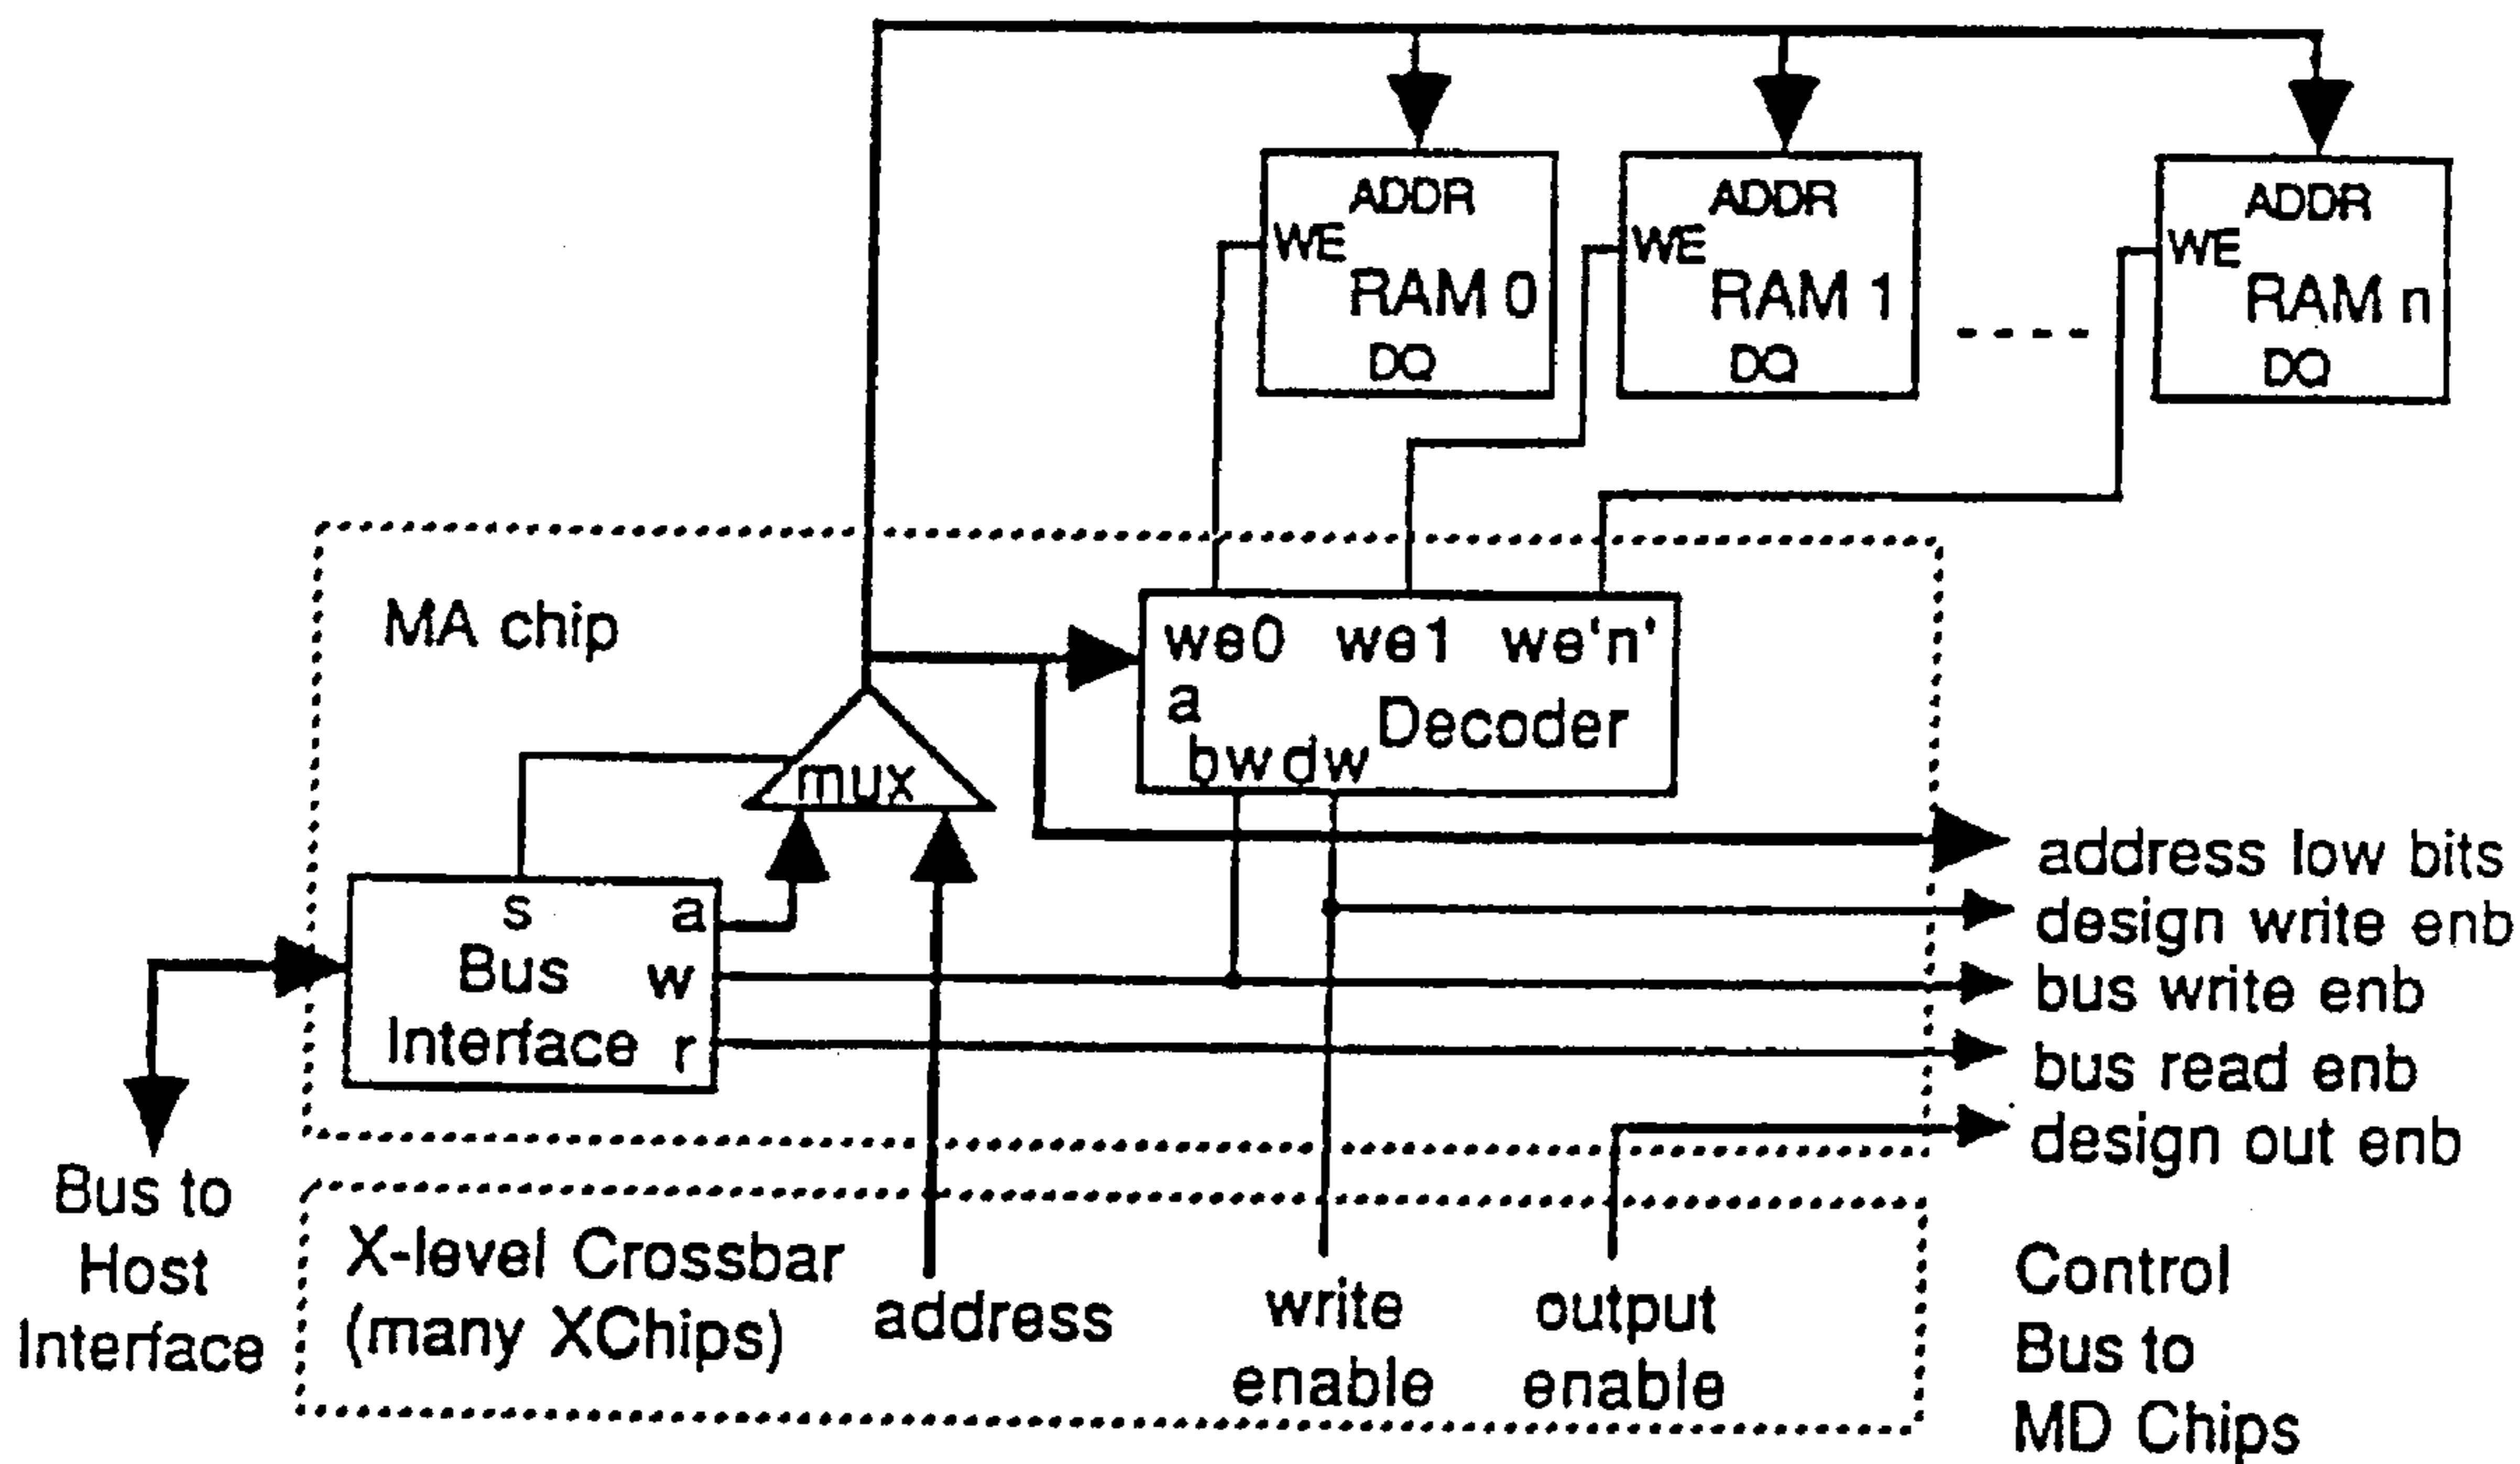 ADDR
WE
RAM 0
DQ
ADDR
WE
RAM 1
DQ
ADDR
WE
RAM n
DQ
MA chip
we0 we1 we'n'
a
Decoder
bw dw
mux
s
a
Bus
w
Interface
r
address low bits
design write enb
bus write enb
bus read enb
design out enb
Bus to
Host
Interface
X-level Crossbar
(many XChips)
address
write
enable
output
enable
Control
Bus to
MD Chips